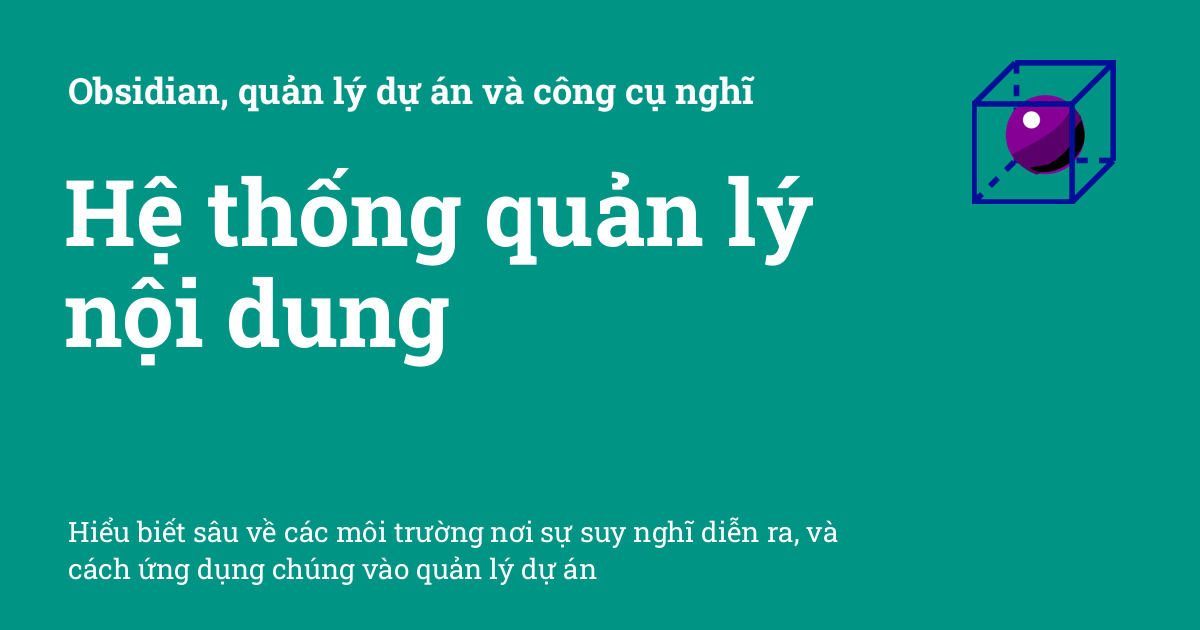 Obsidian, quản lý dự án và công cụ nghĩ
Hệ thống quản lý
nội dung
Hiểu biết sâu về các môi trường nơi sự suy nghĩ diễn ra, và
cách ứng dụng chúng vào quản lý dự án